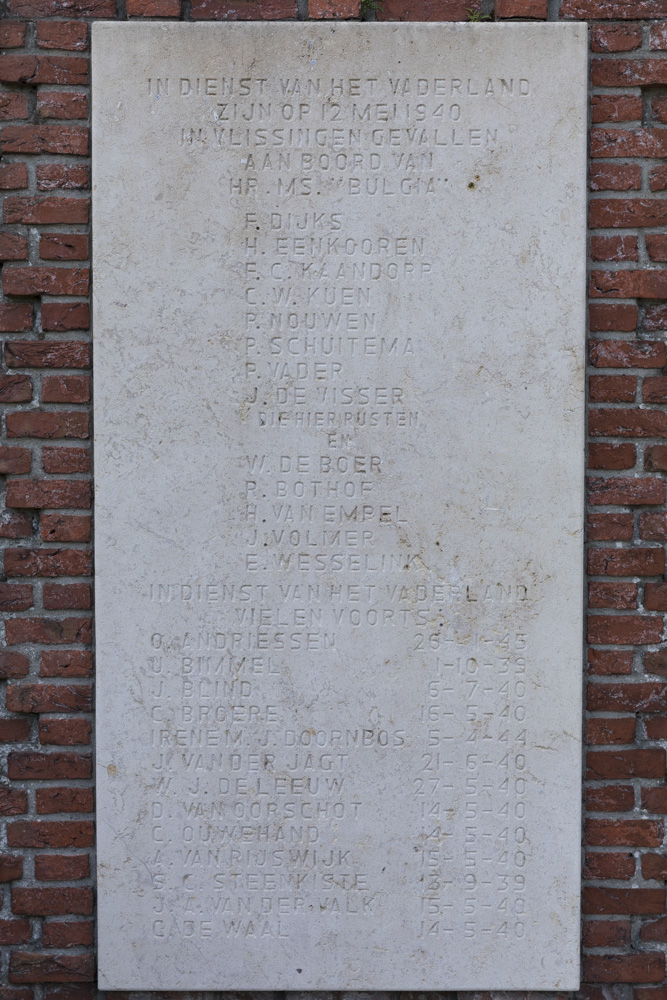 IN DIENST VAN HET VADERLAND
ZIJN OP 12 MEI 1940
IN VLISSINGEN GEVALLEN
AAN BOORD VAN
HR. MS. "BULGIA"
F. DIJKS
H. EENKOOREN
F. C. KAANDORP
C. W. KUEN
P. NOUWEN
P. SCHUITEMA
P. VADER
J. DE VISSER
DIE HIER RUSTEN
EN
W. DE BOER
R. BOTHOF
H. VAN EMPEL
J. VOLMER
E. WESSELINK
IN DIENST VAN HET VADERLAND
VIELEN VOORTS:
O. ANDRIESSEN 26- 1-45
J. BIMMEL 1-10-39
J. BLIND 6- 7-40
C. BROERE 16- 5-40
IRENE M. J. DOORNBOS 5- 4-44
J. VAN DER JAGT 21- 6-40
W. J. DE LEEUW 27-5-40
D. VAN OORSCHOT 14-5-40
C. OUWEHAND 14-5-40
A. VAN RIJSWIJK 15-5-40
S. C. STEENKISTE 13-9-39
J. A. VAN DER VALK 15-5-40
C. DE WAAL 14-5-40